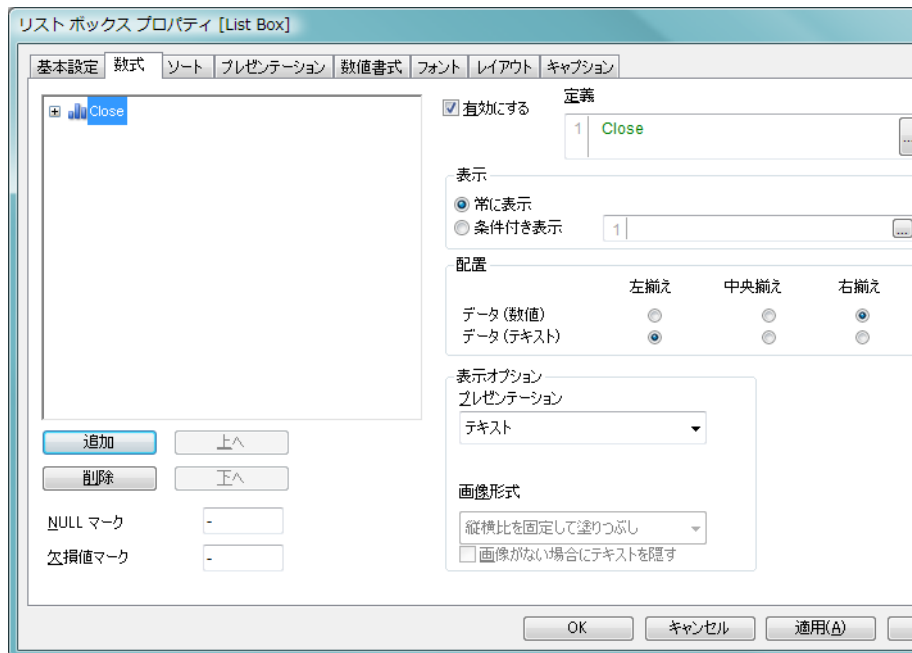 リスト ボックス プロパティ [List Box]
基本設定 数式 ソート プレゼンテーション 数値書式 フォント レイアウト キャプション
Close
有効にする
定義
1 Close
...
表示
常に表示
条件付き表示
1
...
配置
左揃え 中央揃え 右揃え
データ (数値)
データ (テキスト)
表示オプション
プレゼンテーション
テキスト
画像形式
縦横比を固定して塗りつぶし
画像がない場合にテキストを隠す
追加 上へ
削除 下へ
NULL マーク -
欠損値マーク -
OK キャンセル 適用(A)